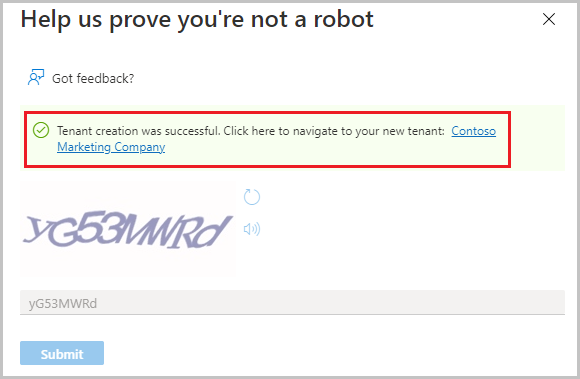 Help us prove you're not a robot
Got feedback?
Tenant creation was successful. Click here to navigate to your new tenant: Contoso
Marketing Company
yG53MWRd
yG53MWRd
Submit